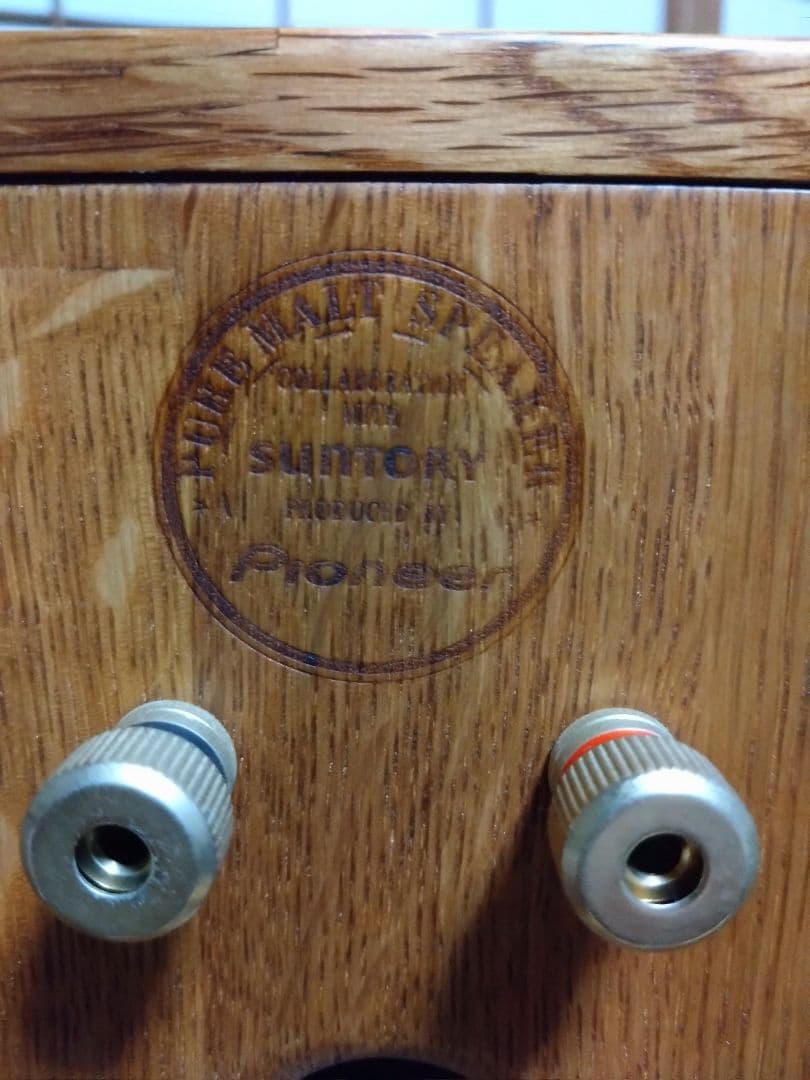 PURE MALT SPEAKER
COLLABORATION
WITH
SUNTORY
PRODUCED BY
Pioneer